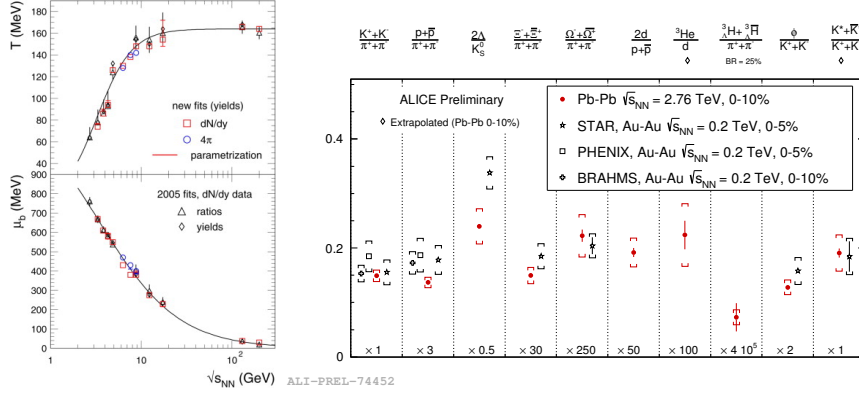 T (MeV)
180
160
140
120
100
80
60
40
new fits (yields)
dN/dy
4π
parametrization
μb (MeV)
900
800
700
600
500
400
300
200
100
0
2005 fits, dN/dy data
ratios
yields
1 10 10²
√sNN (GeV)
ALI-PREL-74452
K⁺+K⁻ p+p̅ 2Λ Ξ⁻+Ξ̅⁺ Ω⁻+Ω̅⁺ 2d ³He ³ΛH+³Λ̅H̅ φ K*+K̅*
π⁺+π⁻ π⁺+π⁻ K⁰S π⁺+π⁻ π⁺+π⁻ p+p̅ d π⁺+π⁻ K⁺+K⁻ K⁺+K⁻
BR = 25%
ALICE Preliminary
Extrapolated (Pb-Pb 0-10%)
Pb-Pb √sNN = 2.76 TeV, 0-10%
STAR, Au-Au √sNN = 0.2 TeV, 0-5%
PHENIX, Au-Au √sNN = 0.2 TeV, 0-5%
BRAHMS, Au-Au √sNN = 0.2 TeV, 0-10%
0.4
0.2
0
× 1 × 3 × 0.5 × 30 × 250 × 50 × 100 × 4 10⁵ × 2 × 1